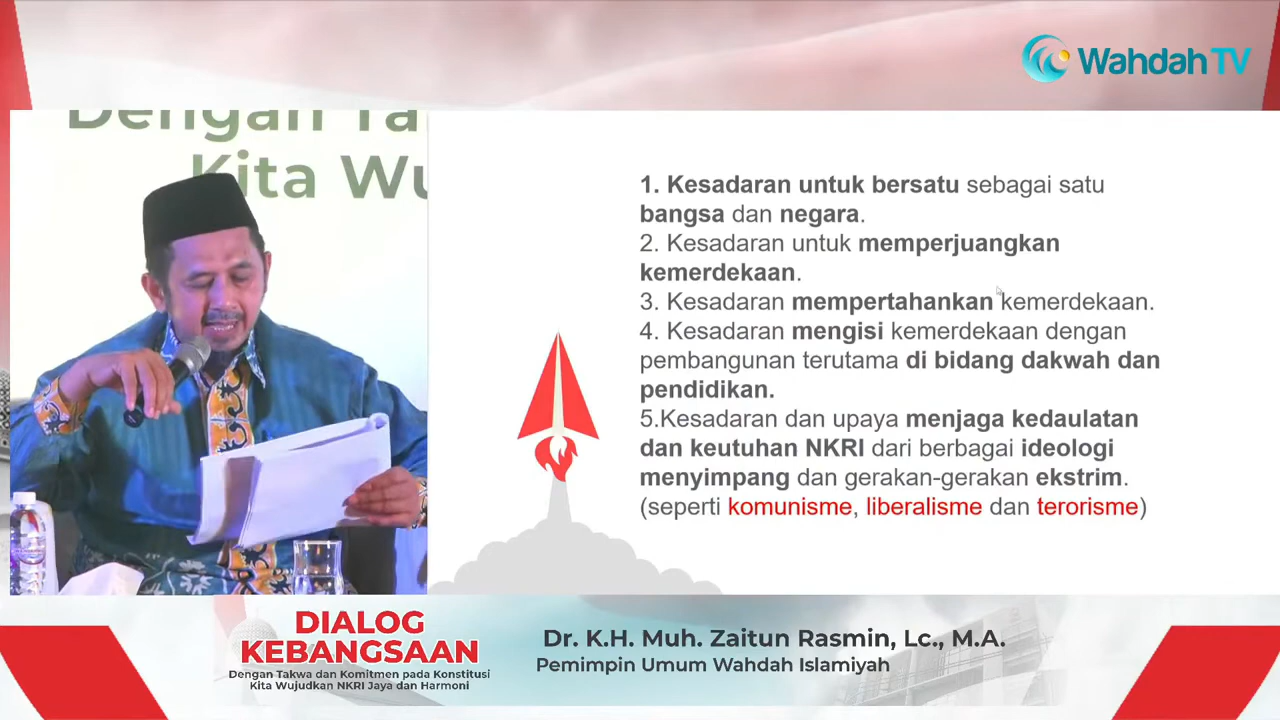 Wahdah TV
Dengan Ta
Kita Wu
1. Kesadaran untuk bersatu sebagai satu
bangsa dan negara.
2. Kesadaran untuk memperjuangkan
kemerdekaan.
3. Kesadaran mempertahankan kemerdekaan.
4. Kesadaran mengisi kemerdekaan dengan
pembangunan terutama di bidang dakwah dan
pendidikan.
5.Kesadaran dan upaya menjaga kedaulatan
dan keutuhan NKRI dari berbagai ideologi
menyimpang dan gerakan-gerakan ekstrim.
(seperti komunisme, liberalisme dan terorisme)
DIALOG
KEBANGSAAN
Dengan Takwa dan Komitmen pada Konstitusi
Kita Wujudkan NKRI Jaya dan Harmoni
Dr. K.H. Muh. Zaitun Rasmin, Lc., M.A.
Pemimpin Umum Wahdah Islamiyah